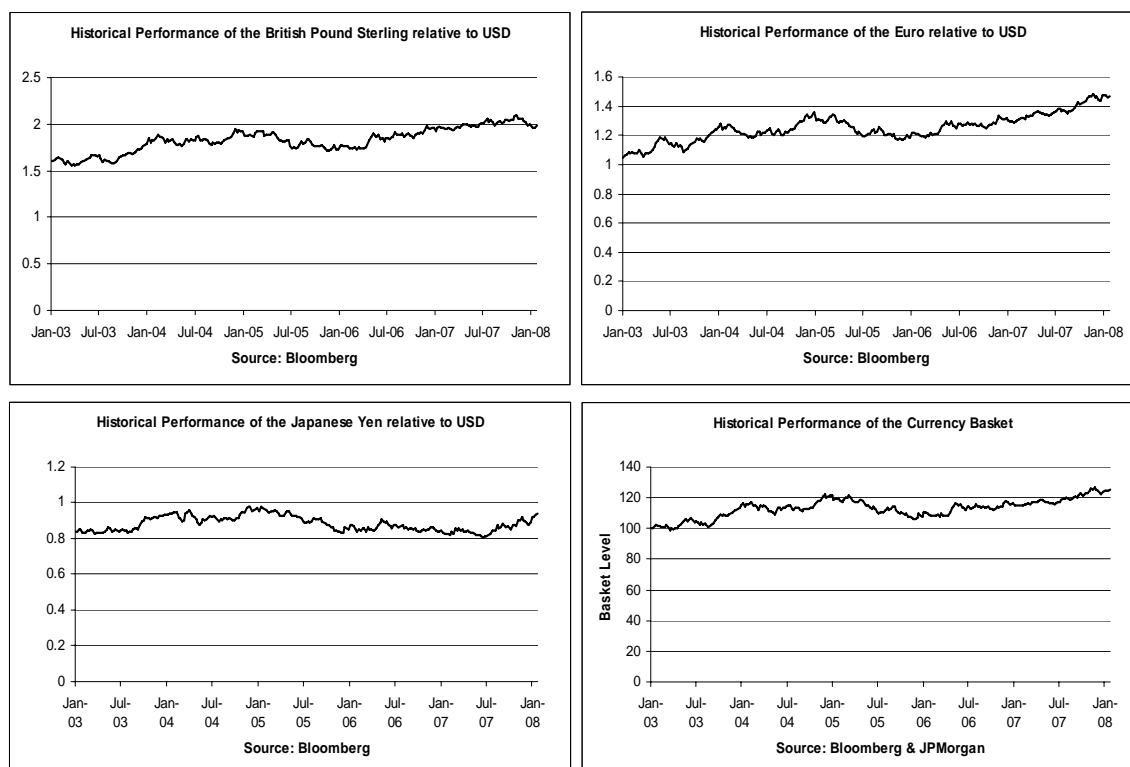 Historical Performance of the British Pound Sterling relative to USD
2.5
2
1.5
1
0.5
0
Jan-03 Jul-03 Jan-04 Jul-04 Jan-05 Jul-05 Jan-06 Jul-06 Jan-07 Jul-07 Jan-08
Source: Bloomberg
Historical Performance of the Euro relative to USD
1.6
1.4
1.2
1
0.8
0.6
0.4
0.2
0
Jan-03 Jul-03 Jan-04 Jul-04 Jan-05 Jul-05 Jan-06 Jul-06 Jan-07 Jul-07 Jan-08
Source: Bloomberg
Historical Performance of the Japanese Yen relative to USD
1.2
1
0.8
0.6
0.4
0.2
0
Jan- Jul- Jan- Jul- Jan- Jul- Jan- Jul- Jan- Jul- Jan-
03 03 04 04 05 05 06 06 07 07 08
Source: Bloomberg
Historical Performance of the Currency Basket
140
120
100
80
60
40
20
0
Basket Level
Jan- Jul- Jan- Jul- Jan- Jul- Jan- Jul- Jan- Jul- Jan-
03 03 04 04 05 05 06 06 07 07 08
Source: Bloomberg & JPMorgan